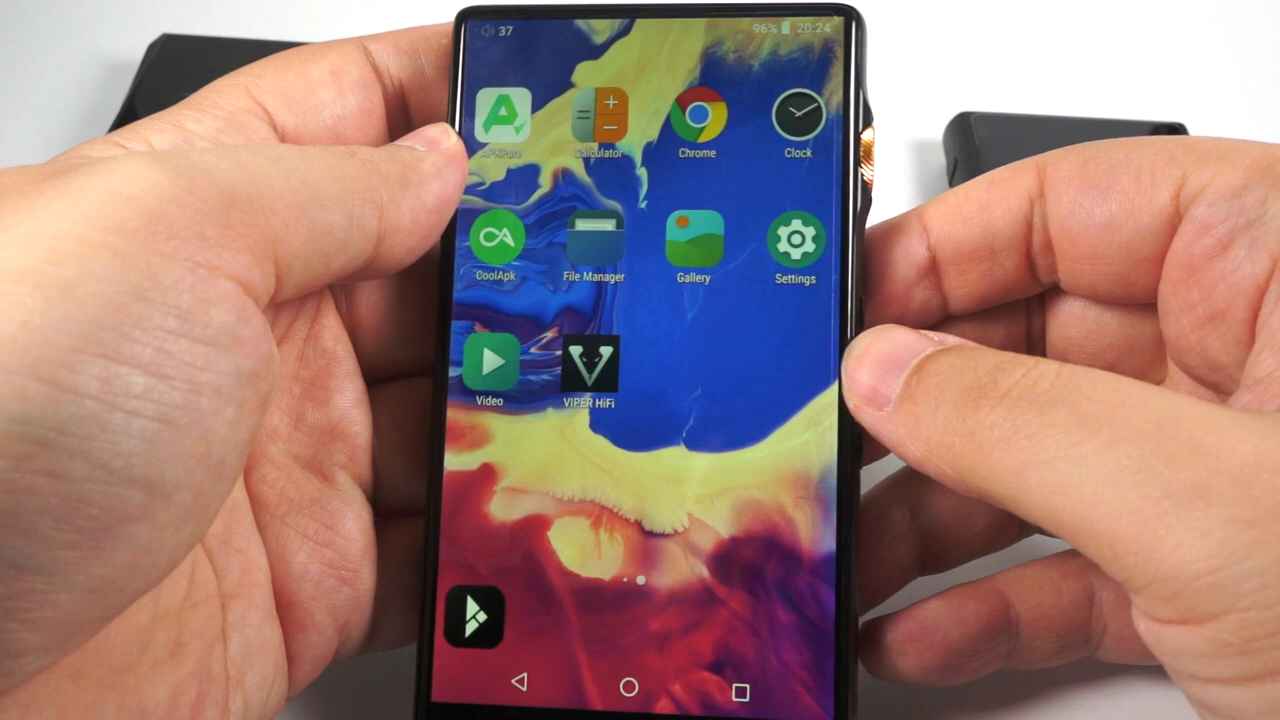 37
96% 20:24
APKPure Calculator Chrome Clock
CoolApk File Manager Gallery Settings
Video VIPER HiFi